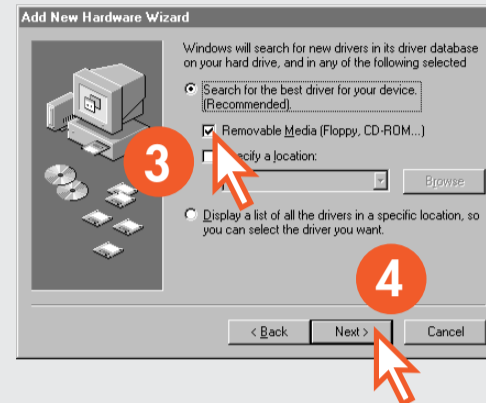 Add New Hardware Wizard
Windows will search for new drivers in its driver database
on your hard drive, and in any of the following selected
Search for the best driver for your device.
(Recommended).
Removable Media (Floppy, CD-ROM...)
3
a location:
Browse
Display a list of all the drivers in a specific location, so
you can select the driver you want.
4
< Back
Next >
Cancel